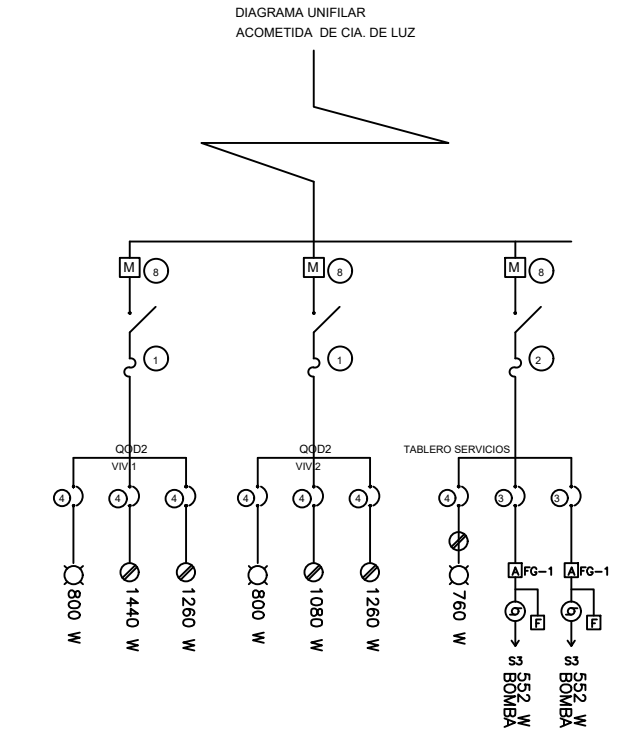 DIAGRAMA UNIFILAR
ACOMETIDA DE CIA. DE LUZ
M 8
M 8
M 8
1
1
2
QOD2
VIV 1
QOD2
VIV 2
TABLERO SERVICIOS
4 4 4
4 4 4
4 3 3
800 W
1440 W
1260 W
800 W
1080 W
1260 W
760 W
A FG-1
F
S3
552 W
BOMBA
A FG-1
F
S3
552 W
BOMBA